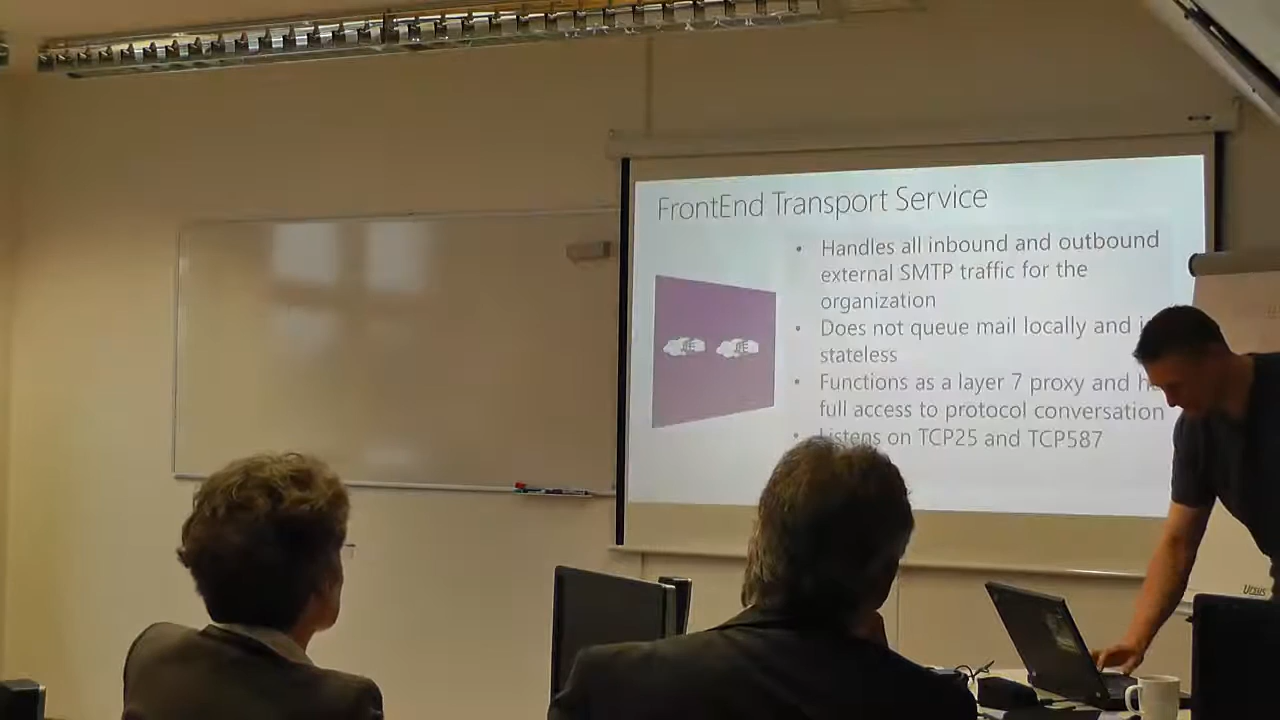 FrontEnd Transport Service
• Handles all inbound and outbound
external SMTP traffic for the
organization
• Does not queue mail locally and
stateless
• Functions as a layer 7 proxy and
full access to protocol conversation
• Listens on TCP25 and TCP587